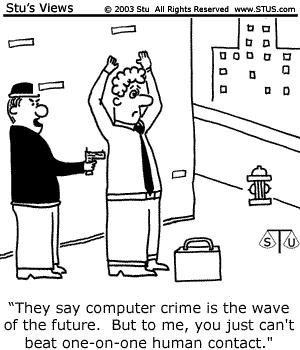 Stu's Views © 2003 Stu All Rights Reserved www.STUS.com
S U
"They say computer crime is the wave
of the future. But to me, you just can't
beat one-on-one human contact."